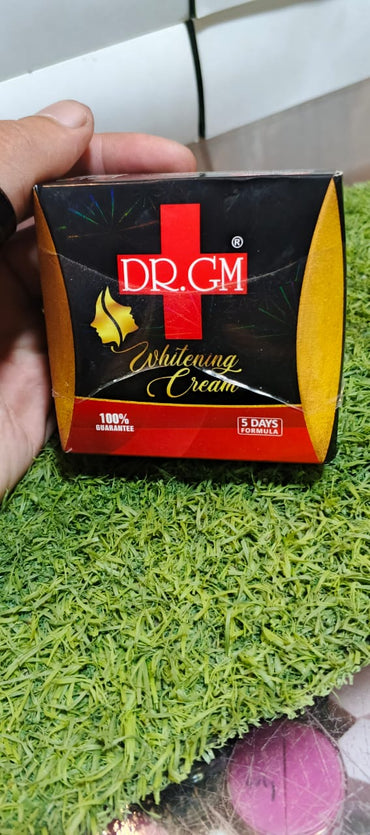 ®
DR.GM
Whitening
Cream
100%
GUARANTEE
5 DAYS
FORMULA